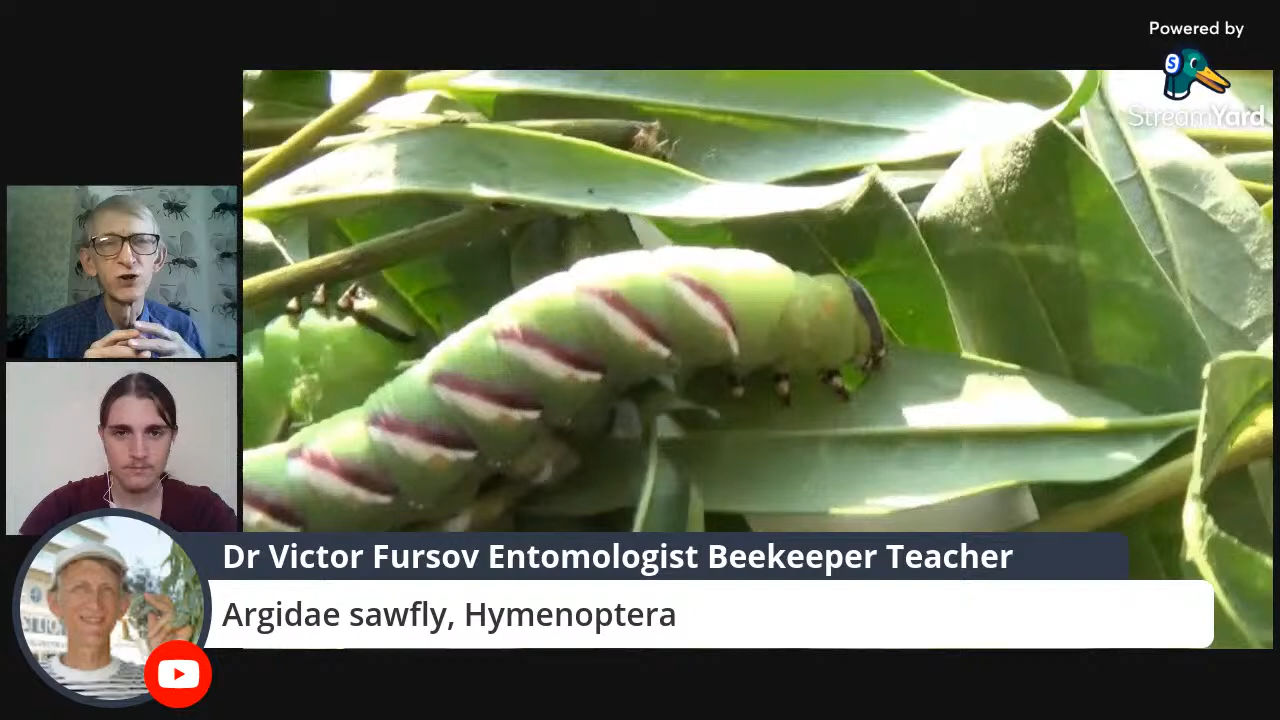 Powered by
S
StreamYard
Dr Victor Fursov Entomologist Beekeeper Teacher
Argidae sawfly, Hymenoptera